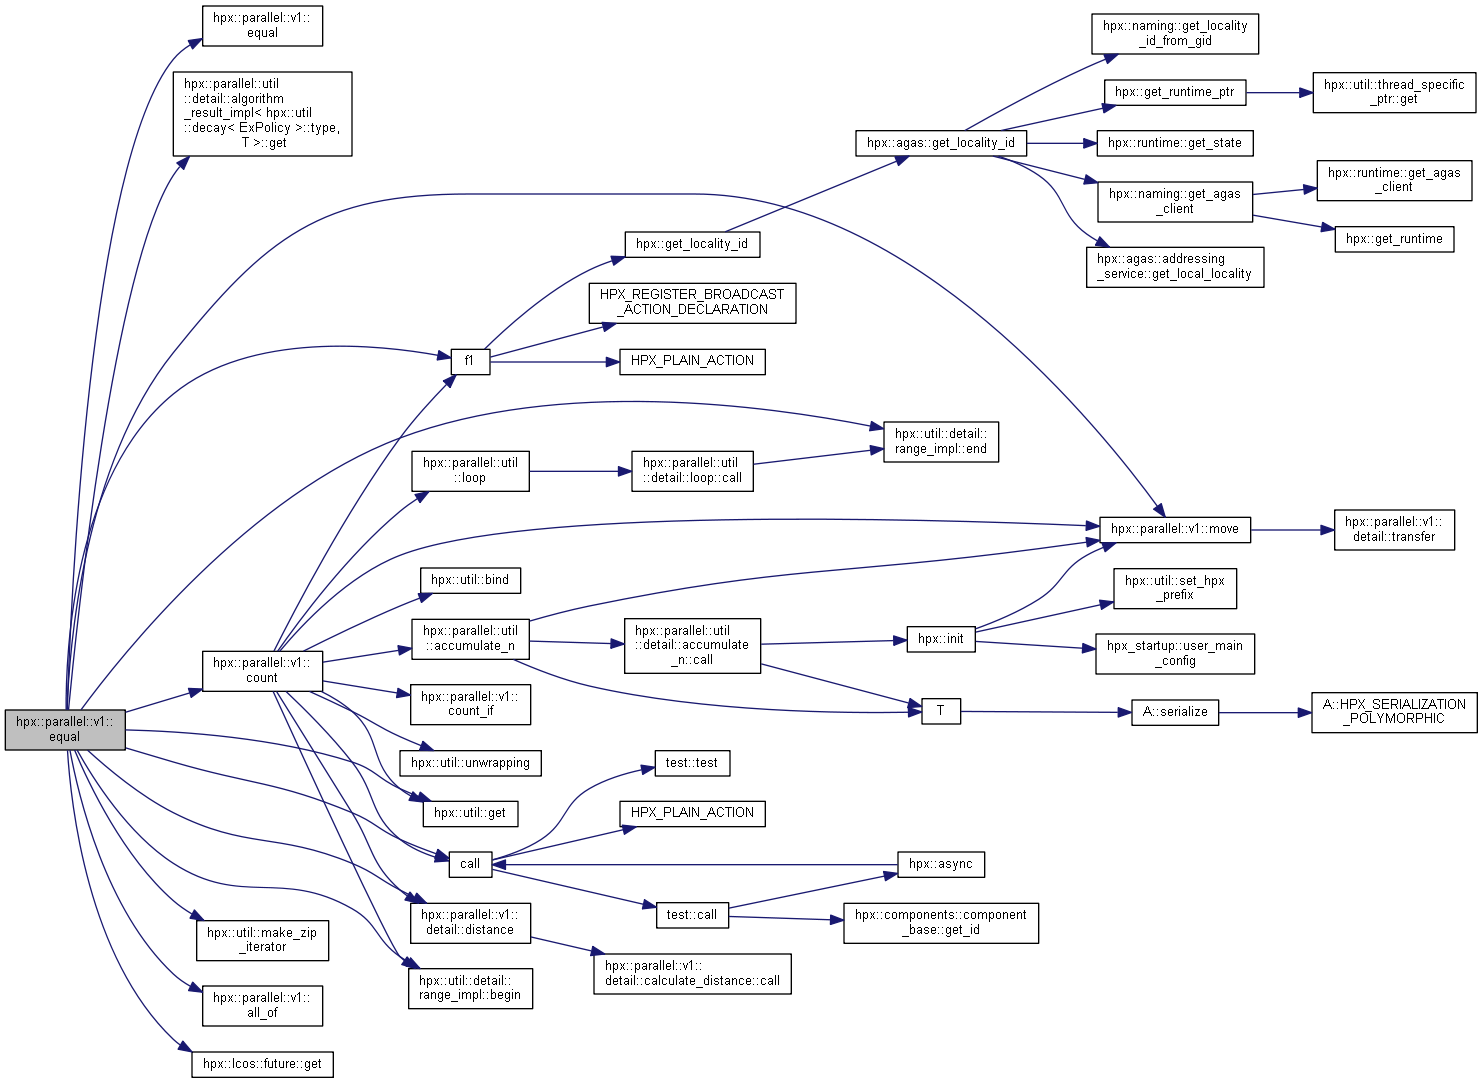 hpx::parallel::v1::
equal
hpx::parallel::util
::detail::algorithm
_result_impl< hpx::util
::decay< ExPolicy >::type,
T >::get
hpx::naming::get_locality
_id_from_gid
hpx::get_runtime_ptr
hpx::util::thread_specific
_ptr::get
hpx::agas::get_locality_id
hpx::runtime::get_state
hpx::naming::get_agas
_client
hpx::runtime::get_agas
_client
hpx::get_runtime
hpx::agas::addressing
_service::get_local_locality
hpx::get_locality_id
HPX_REGISTER_BROADCAST
_ACTION_DECLARATION
f1
HPX_PLAIN_ACTION
hpx::util::detail::
range_impl::end
hpx::parallel::util
::loop
hpx::parallel::util
::detail::loop::call
hpx::parallel::v1::move
hpx::parallel::v1::
detail::transfer
hpx::util::bind
hpx::util::set_hpx
_prefix
hpx::parallel::util
::accumulate_n
hpx::parallel::util
::detail::accumulate
_n::call
hpx::init
hpx_startup::user_main
_config
hpx::parallel::v1::
count
hpx::parallel::v1::
count_if
T
A::serialize
A::HPX_SERIALIZATION
_POLYMORPHIC
hpx::parallel::v1::
equal
hpx::util::unwrapping
test::test
hpx::util::get
HPX_PLAIN_ACTION
call
hpx::async
test::call
hpx::components::component
_base::get_id
hpx::parallel::v1::
detail::distance
hpx::util::make_zip
_iterator
hpx::parallel::v1::
detail::calculate_distance::call
hpx::util::detail::
range_impl::begin
hpx::parallel::v1::
all_of
hpx::lcos::future::get